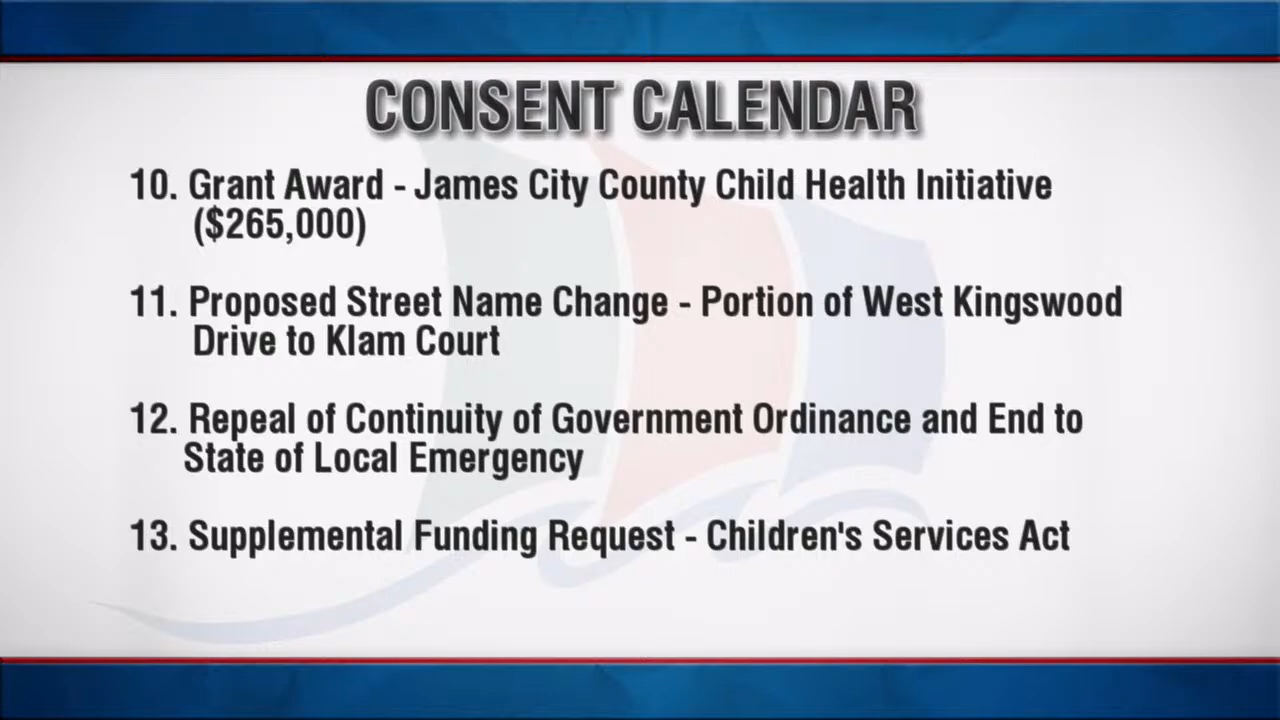 CONSENT CALENDAR
10. Grant Award - James City County Child Health Initiative
($265,000)
11. Proposed Street Name Change - Portion of West Kingswood
Drive to Klam Court
12. Repeal of Continuity of Government Ordinance and End to
State of Local Emergency
13. Supplemental Funding Request - Children's Services Act